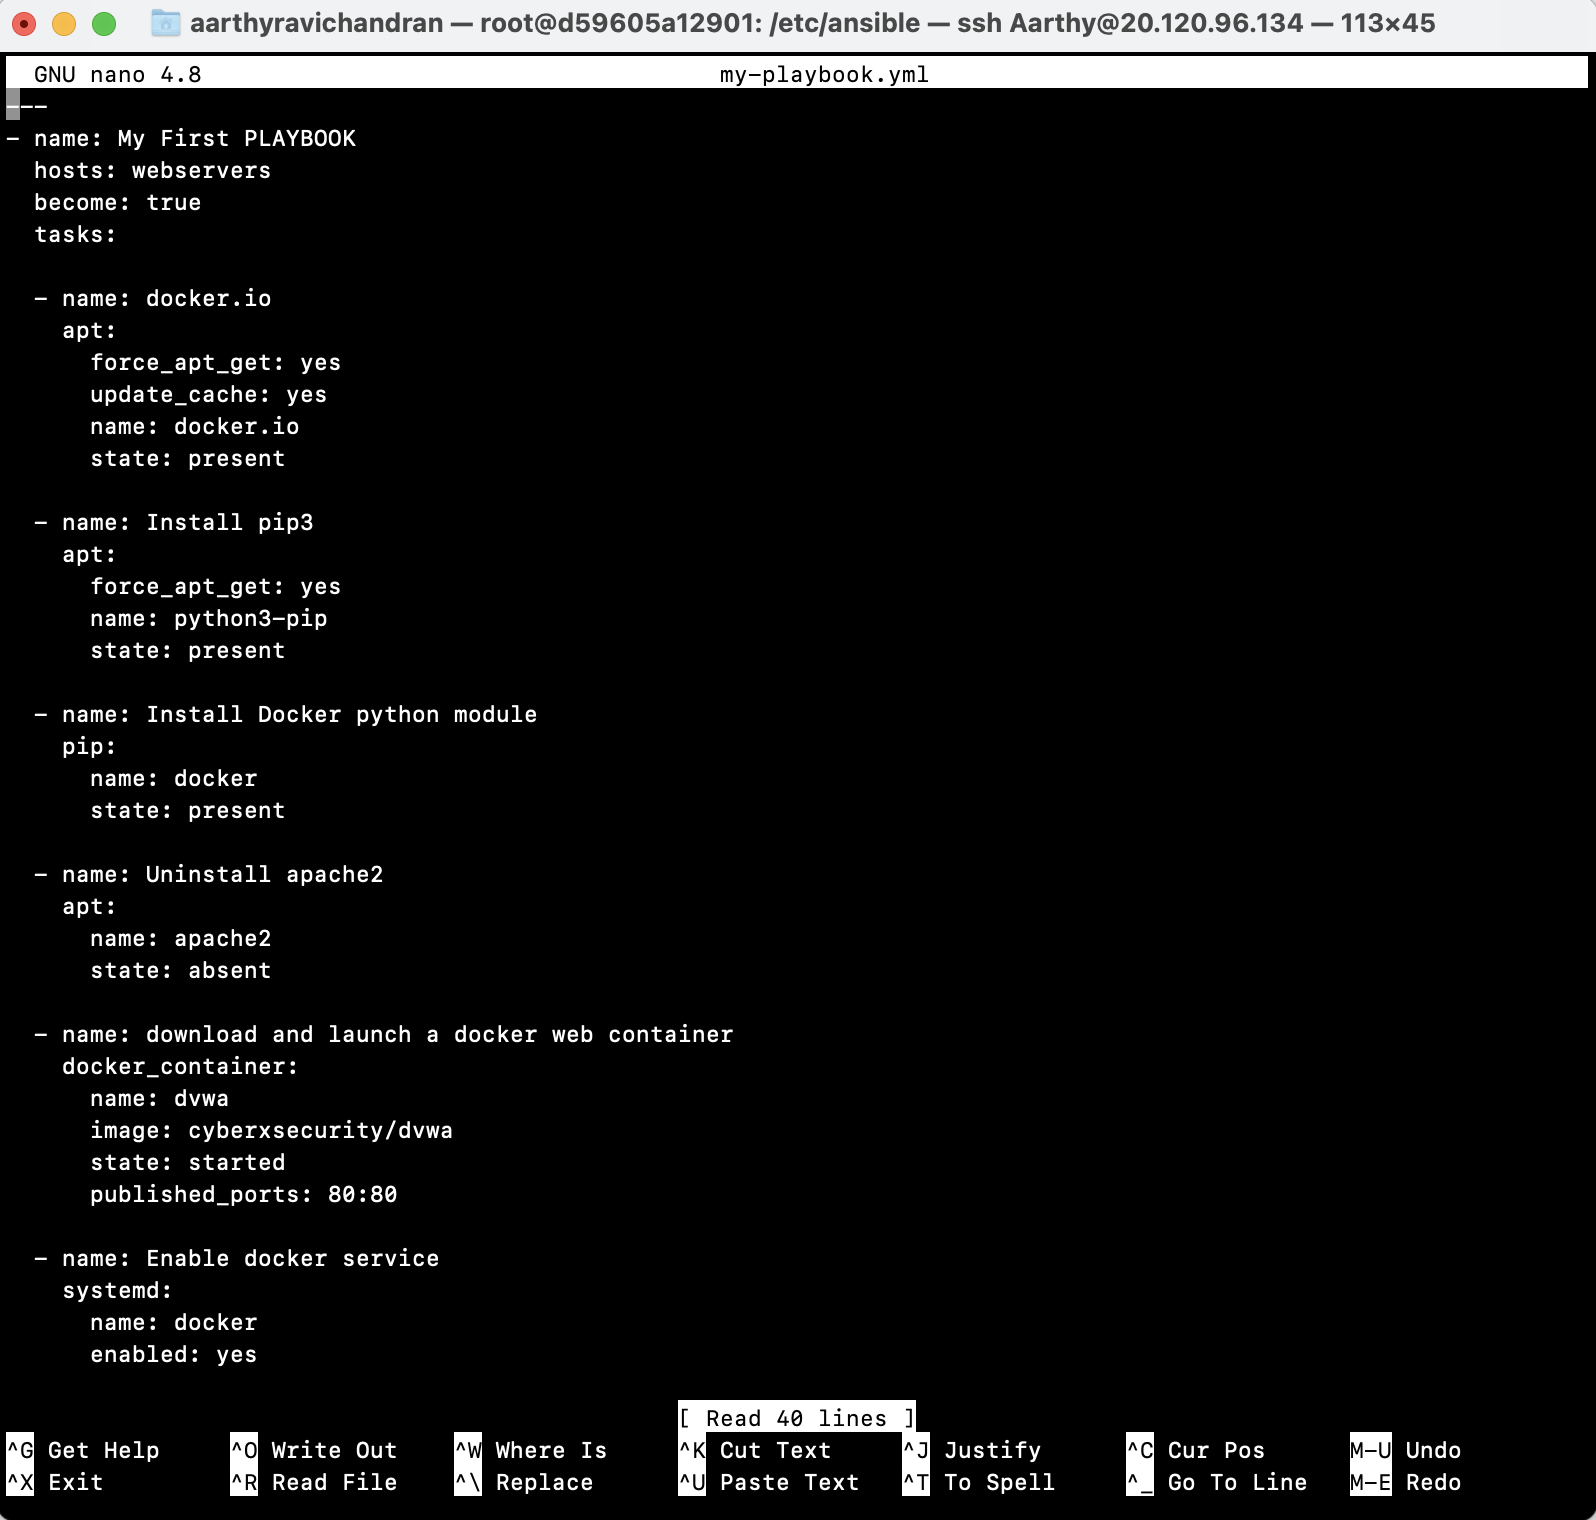 aarthyravichandran — root@d59605a12901: /etc/ansible — ssh Aarthy@20.120.96.134 — 113×45
GNU nano 4.8 my-playbook.yml
---
- name: My First PLAYBOOK
  hosts: webservers
  become: true
  tasks:

  - name: docker.io
    apt:
      force_apt_get: yes
      update_cache: yes
      name: docker.io
      state: present

  - name: Install pip3
    apt:
      force_apt_get: yes
      name: python3-pip
      state: present

  - name: Install Docker python module
    pip:
      name: docker
      state: present

  - name: Uninstall apache2
    apt:
      name: apache2
      state: absent

  - name: download and launch a docker web container
    docker_container:
      name: dvwa
      image: cyberxsecurity/dvwa
      state: started
      published_ports: 80:80

  - name: Enable docker service
    systemd:
      name: docker
      enabled: yes

[ Read 40 lines ]
^G Get Help ^O Write Out ^W Where Is ^K Cut Text ^J Justify ^C Cur Pos M-U Undo
^X Exit ^R Read File ^\ Replace ^U Paste Text ^T To Spell ^_ Go To Line M-E Redo